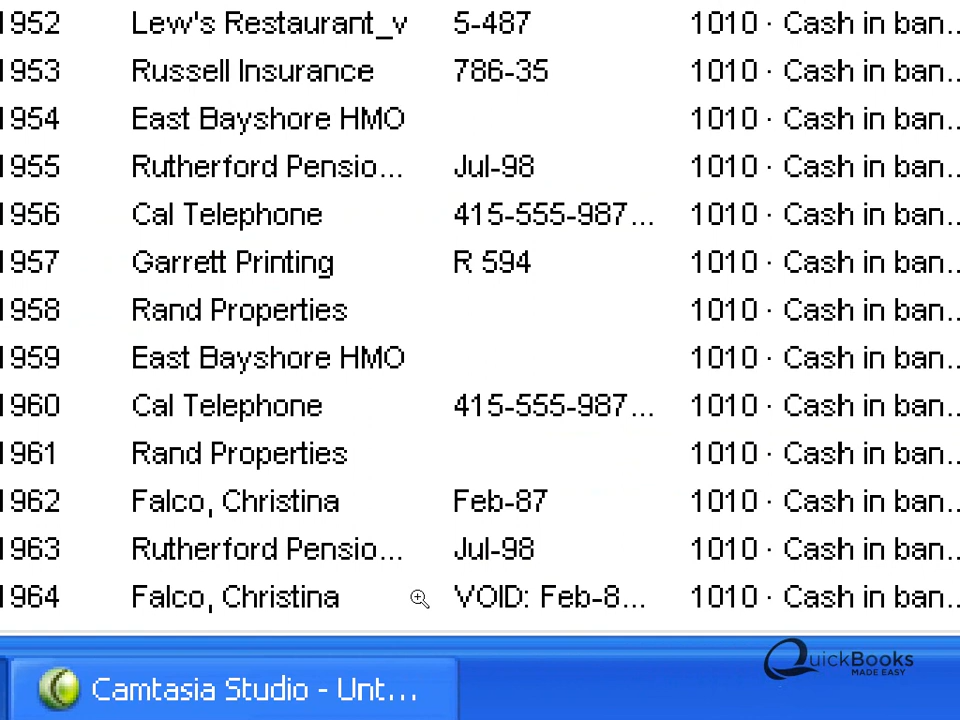 1952 Lew's Restaurant_v 5-487 1010 · Cash in ban...
1953 Russell Insurance 786-35 1010 · Cash in ban...
1954 East Bayshore HMO 1010 · Cash in ban...
1955 Rutherford Pensio... Jul-98 1010 · Cash in ban...
1956 Cal Telephone 415-555-987... 1010 · Cash in ban...
1957 Garrett Printing R 594 1010 · Cash in ban...
1958 Rand Properties 1010 · Cash in ban...
1959 East Bayshore HMO 1010 · Cash in ban...
1960 Cal Telephone 415-555-987... 1010 · Cash in ban...
1961 Rand Properties 1010 · Cash in ban...
1962 Falco, Christina Feb-87 1010 · Cash in ban...
1963 Rutherford Pensio... Jul-98 1010 · Cash in ban...
1964 Falco, Christina VOID: Feb-8... 1010 · Cash in ban...
QuickBooks
MADE EASY
Camtasia Studio - Unt...